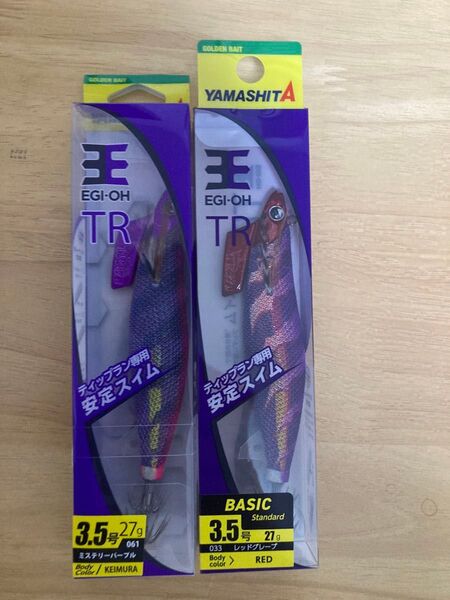 GOLDEN BAIT
王
EGI-OH
TR
ティップラン専用
安定スイム
3.5号 27g
061
ミステリーパープル
Body color / KEIMURA
GOLDEN BAIT
YAMASHITA
王
EGI-OH
TR
ティップラン専用
安定スイム
BASIC
Standard
3.5号 27g
033 レッドグレープ
Body color > RED